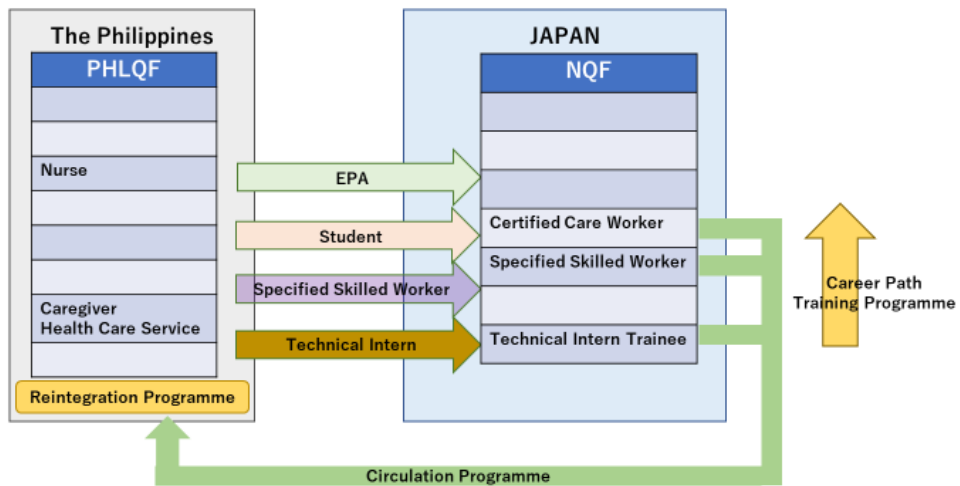 The Philippines
PHLQF
Nurse
Caregiver
Health Care Service
Reintegration Programme
EPA
Student
Specified Skilled Worker
Technical Intern
JAPAN
NQF
Certified Care Worker
Specified Skilled Worker
Technical Intern Trainee
Career Path
Training Programme
Circulation Programme